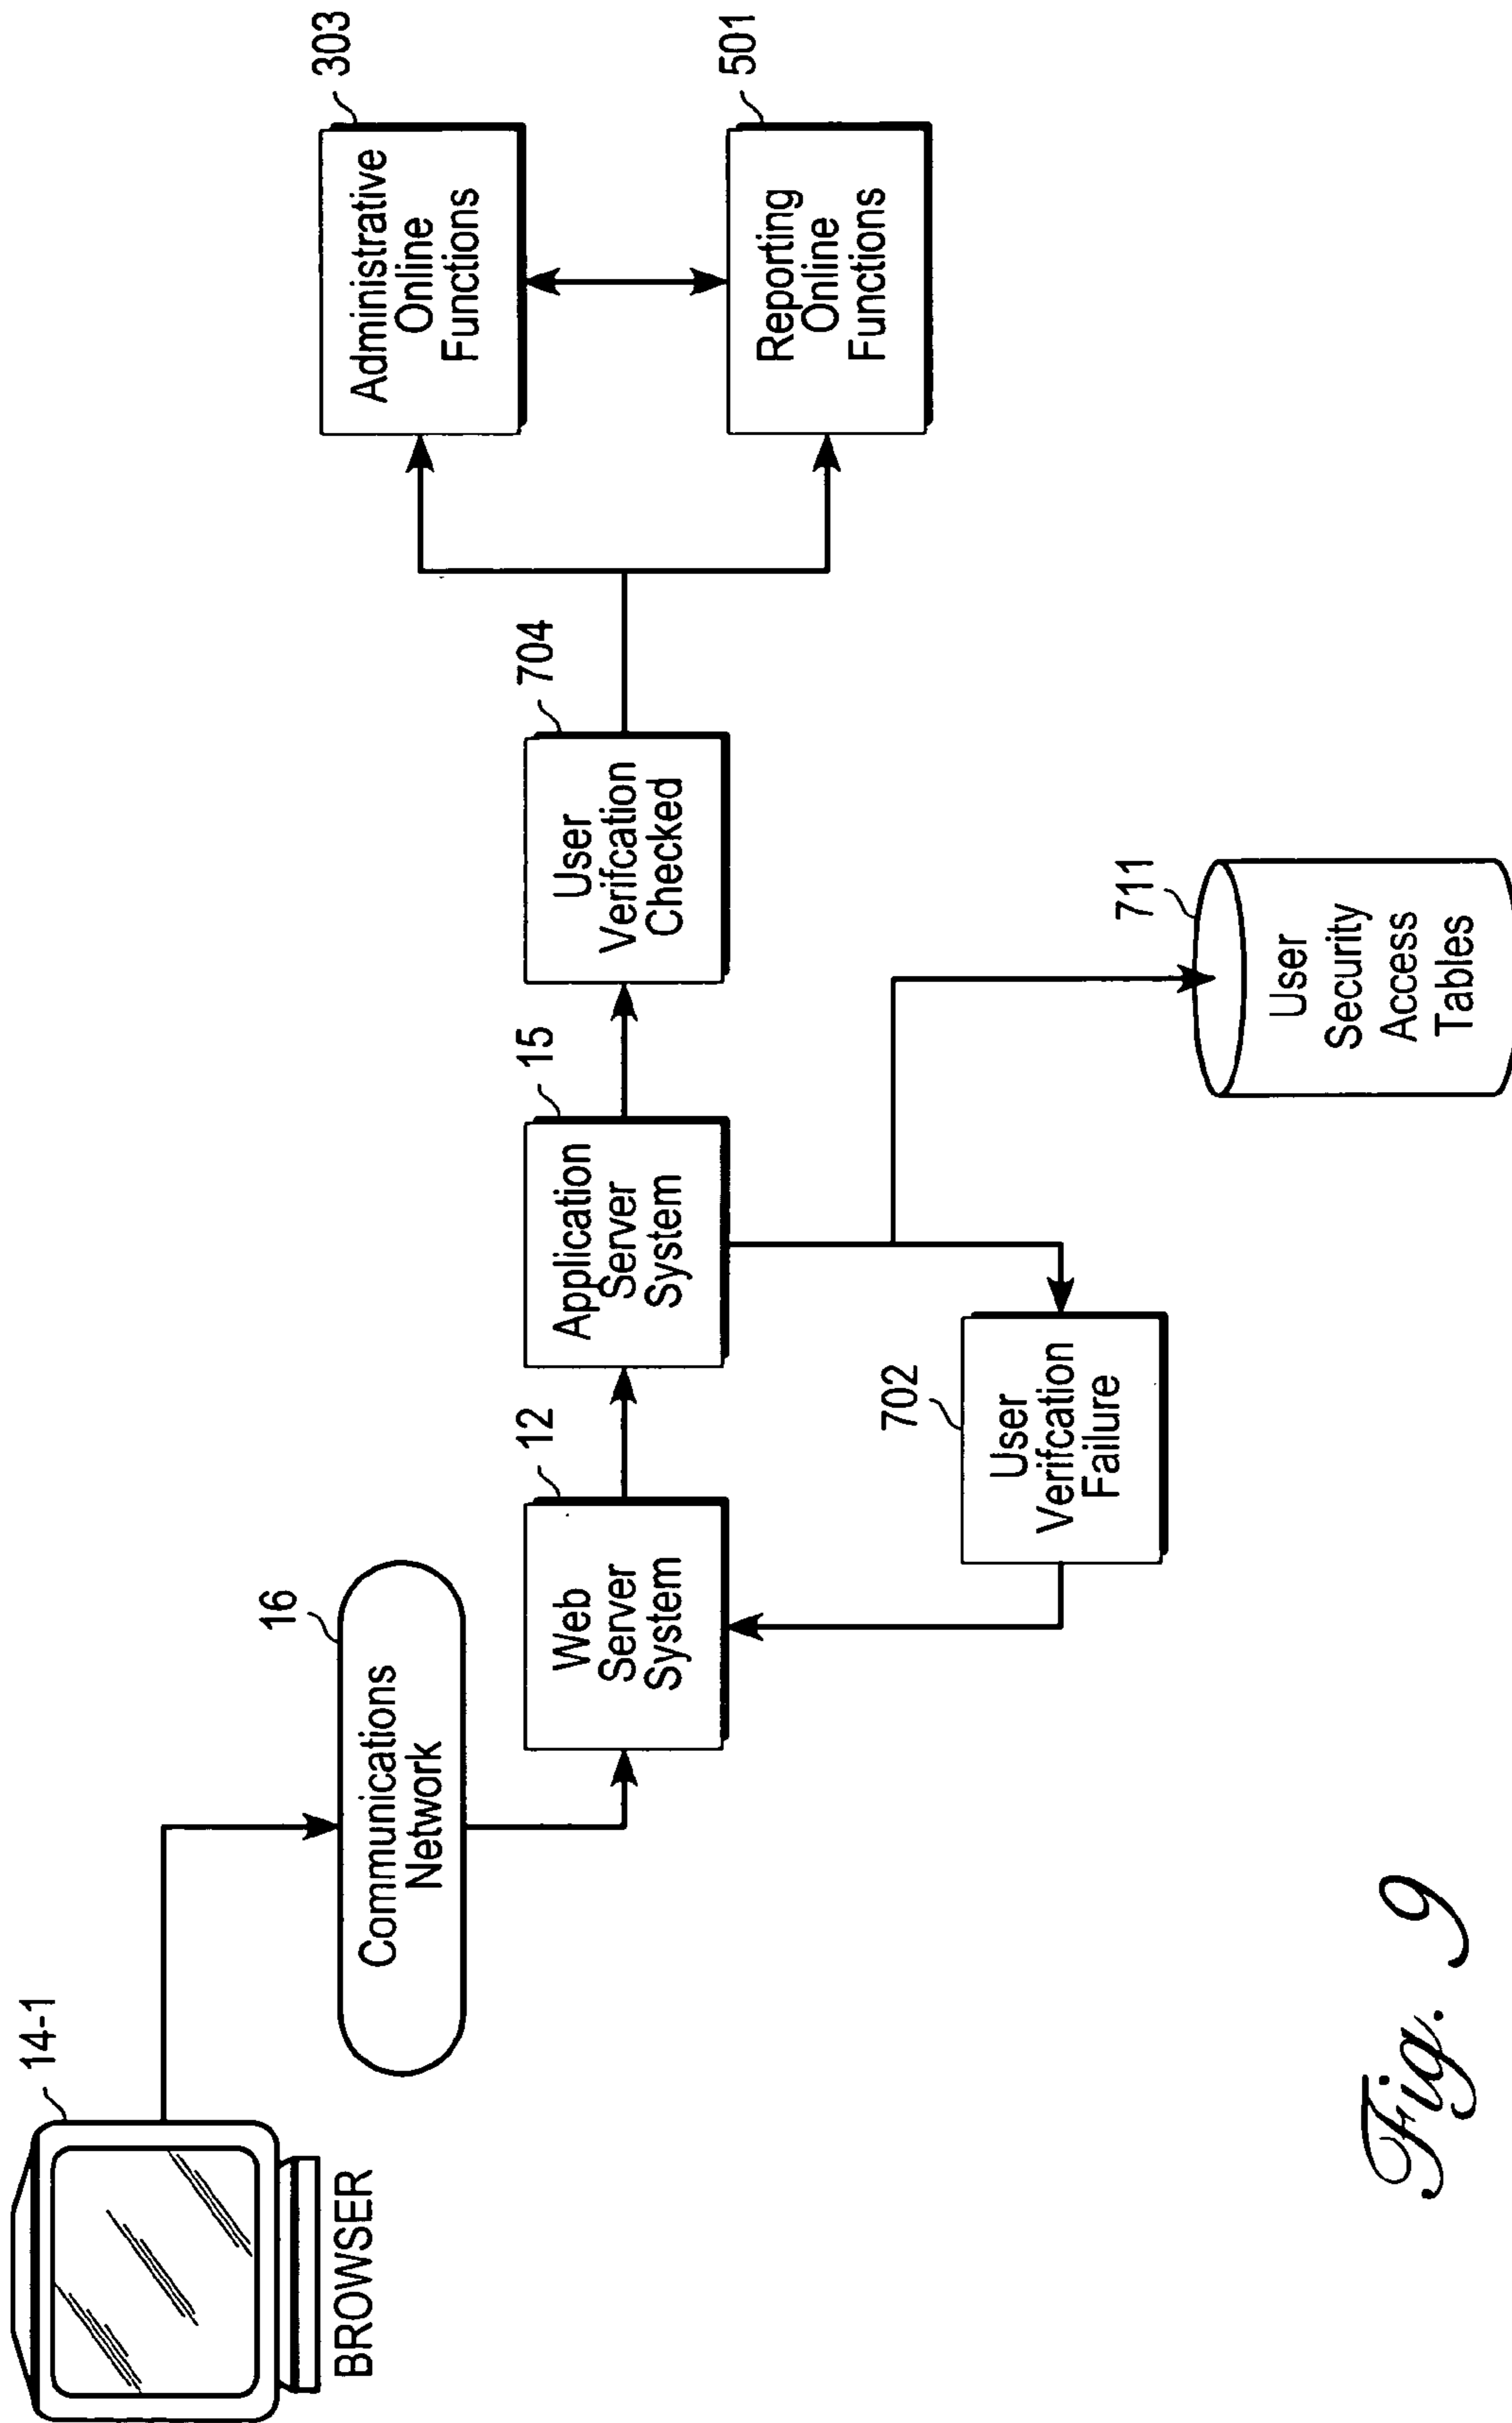 14-1
BROWSER
16
Communications
Network
12
Web
Server
System
15
Application
Server
System
704
User
Verifcation
Checked
303
Administrative
Online
Functions
501
Reporting
Online
Functions
702
User
Verifcation
Failure
711
User
Security
Access
Tables
Fig. 9